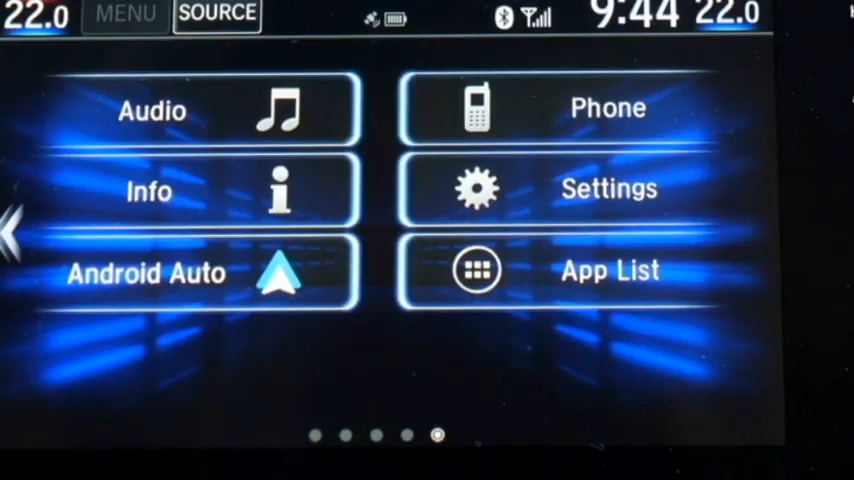 22.0 MENU SOURCE 9:44 22.0
Audio
Phone
Info
Settings
Android Auto
App List